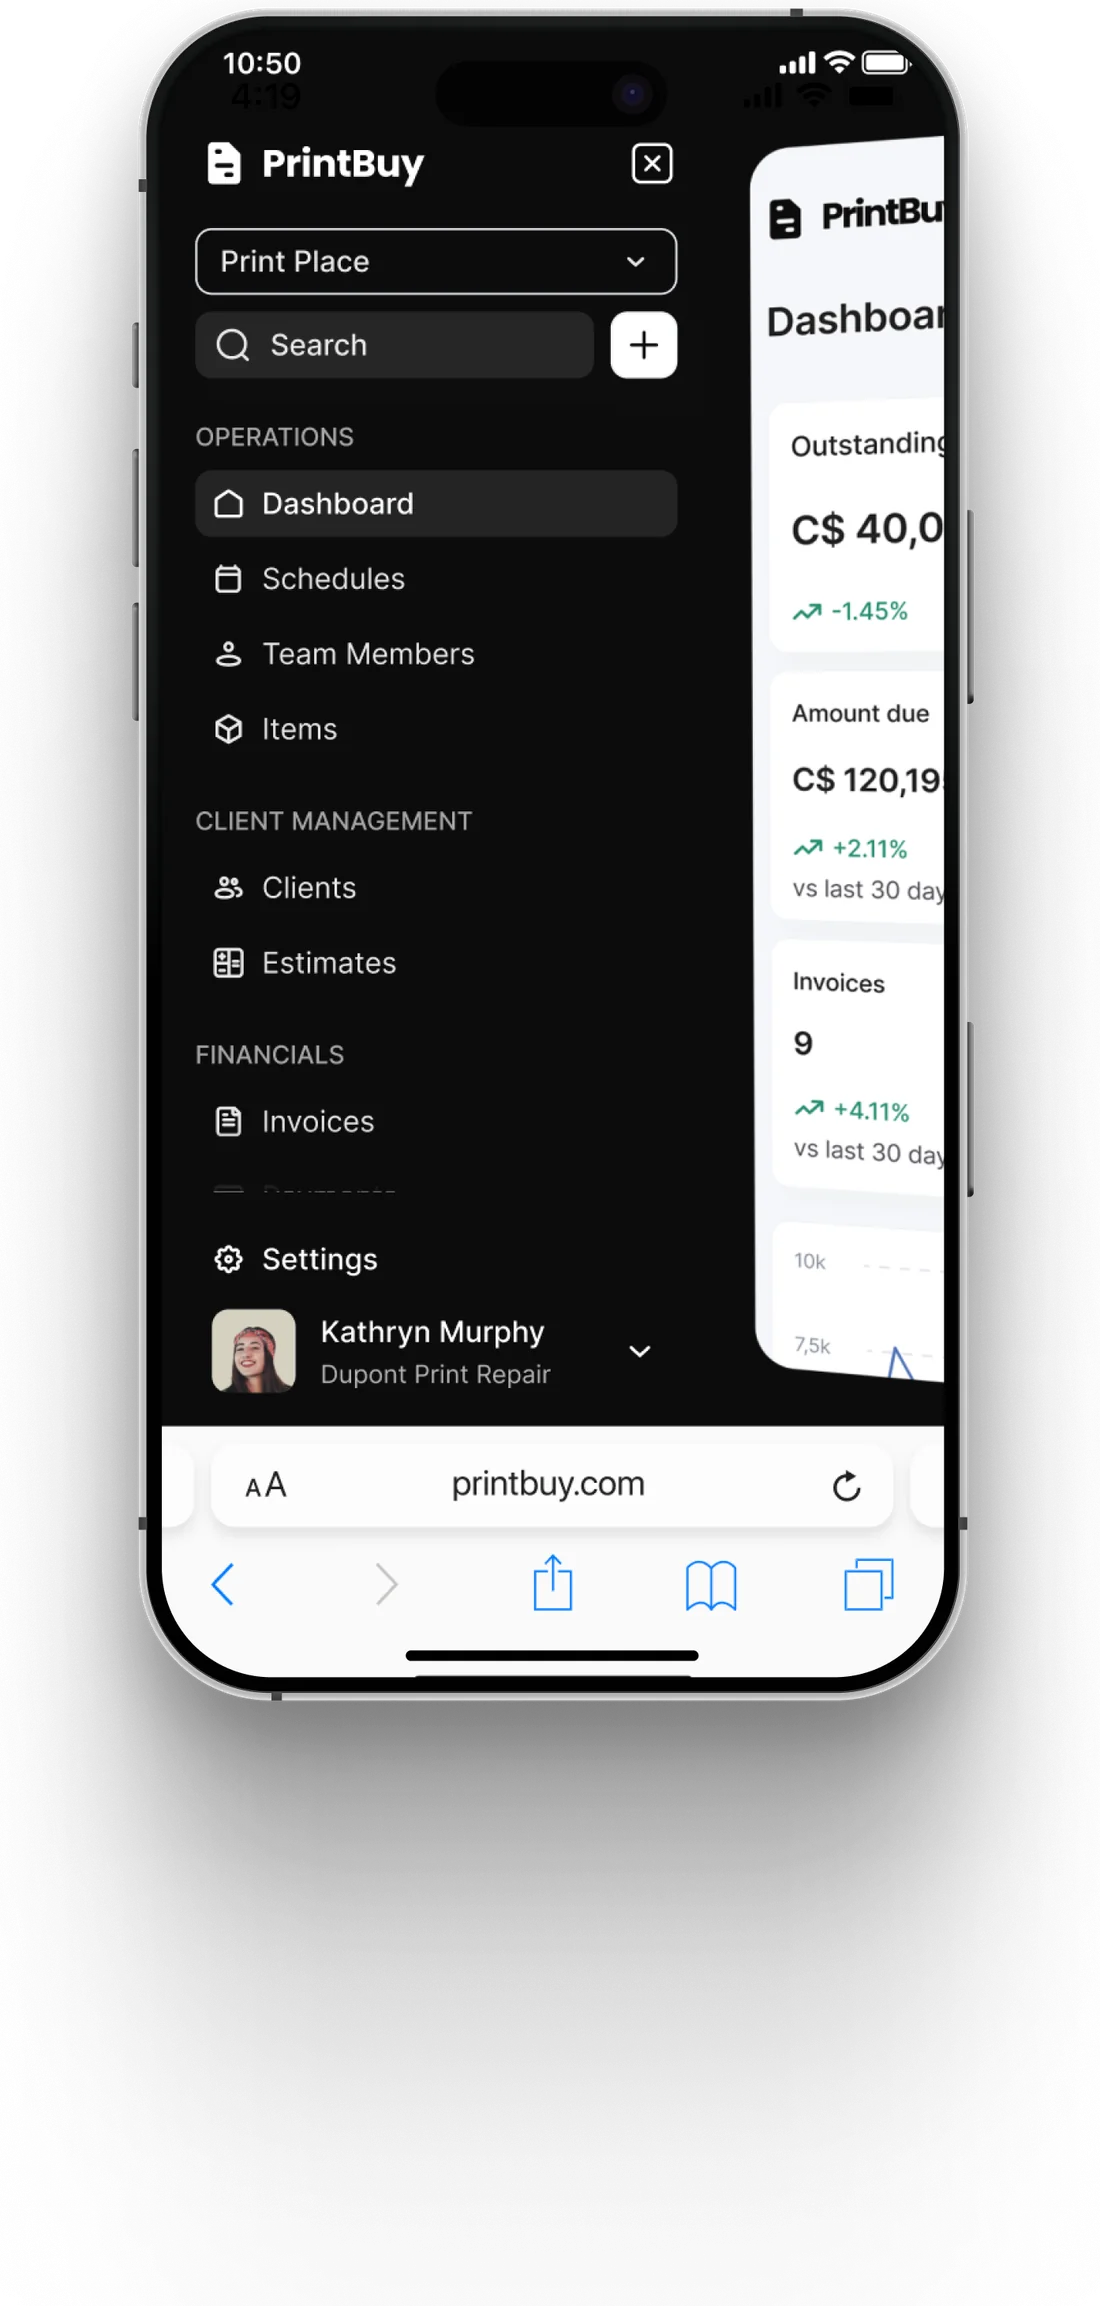 10:50
4:19
PrintBuy
Print Place
Search
OPERATIONS
Dashboard
Schedules
Team Members
Items
CLIENT MANAGEMENT
Clients
Estimates
FINANCIALS
Invoices
Settings
Kathryn Murphy
Dupont Print Repair
PrintBu
Dashboar
Outstanding
C$ 40,0
-1.45%
Amount due
C$ 120,19
+2.11%
vs last 30 day
Invoices
9
+4.11%
vs last 30 day
10k
7,5k
AA
printbuy.com